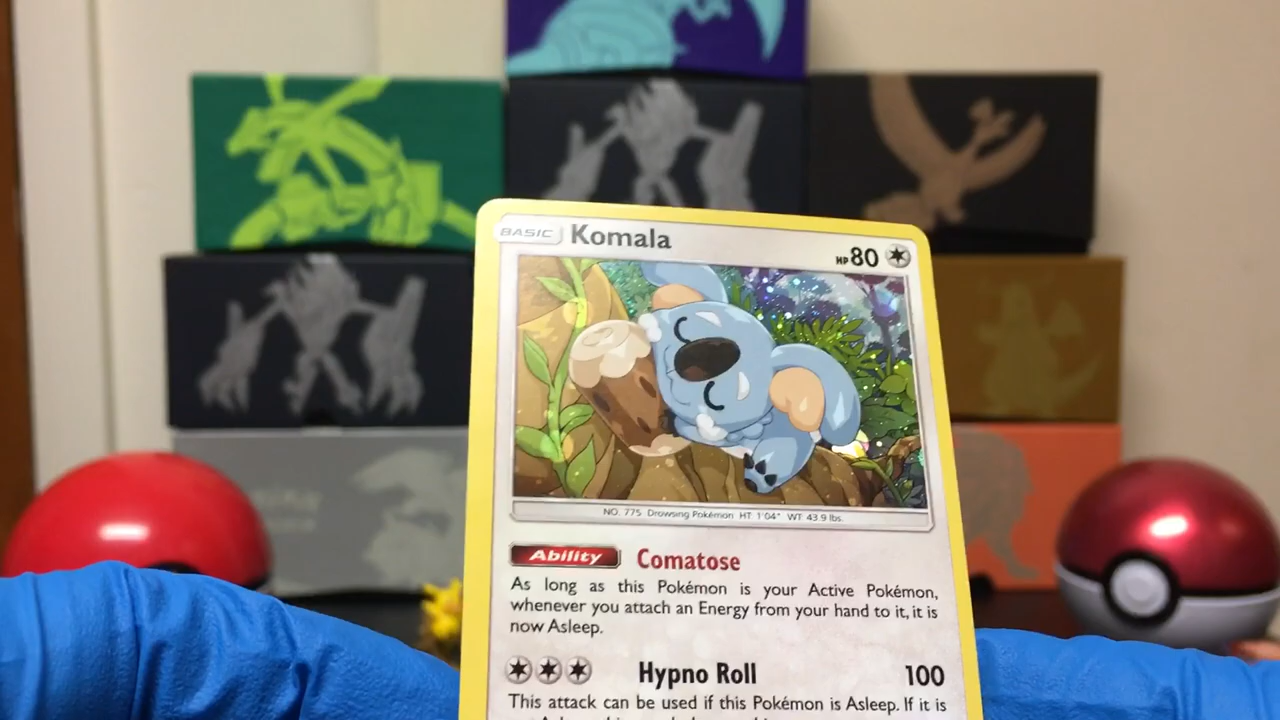 BASIC Komala HP 80
NO. 775 Drowsing Pokémon HT: 1'04" WT: 43.9 lbs.
Ability Comatose
As long as this Pokémon is your Active Pokémon,
whenever you attach an Energy from your hand to it, it is
now Asleep.
Hypno Roll 100
This attack can be used if this Pokémon is Asleep. If it is